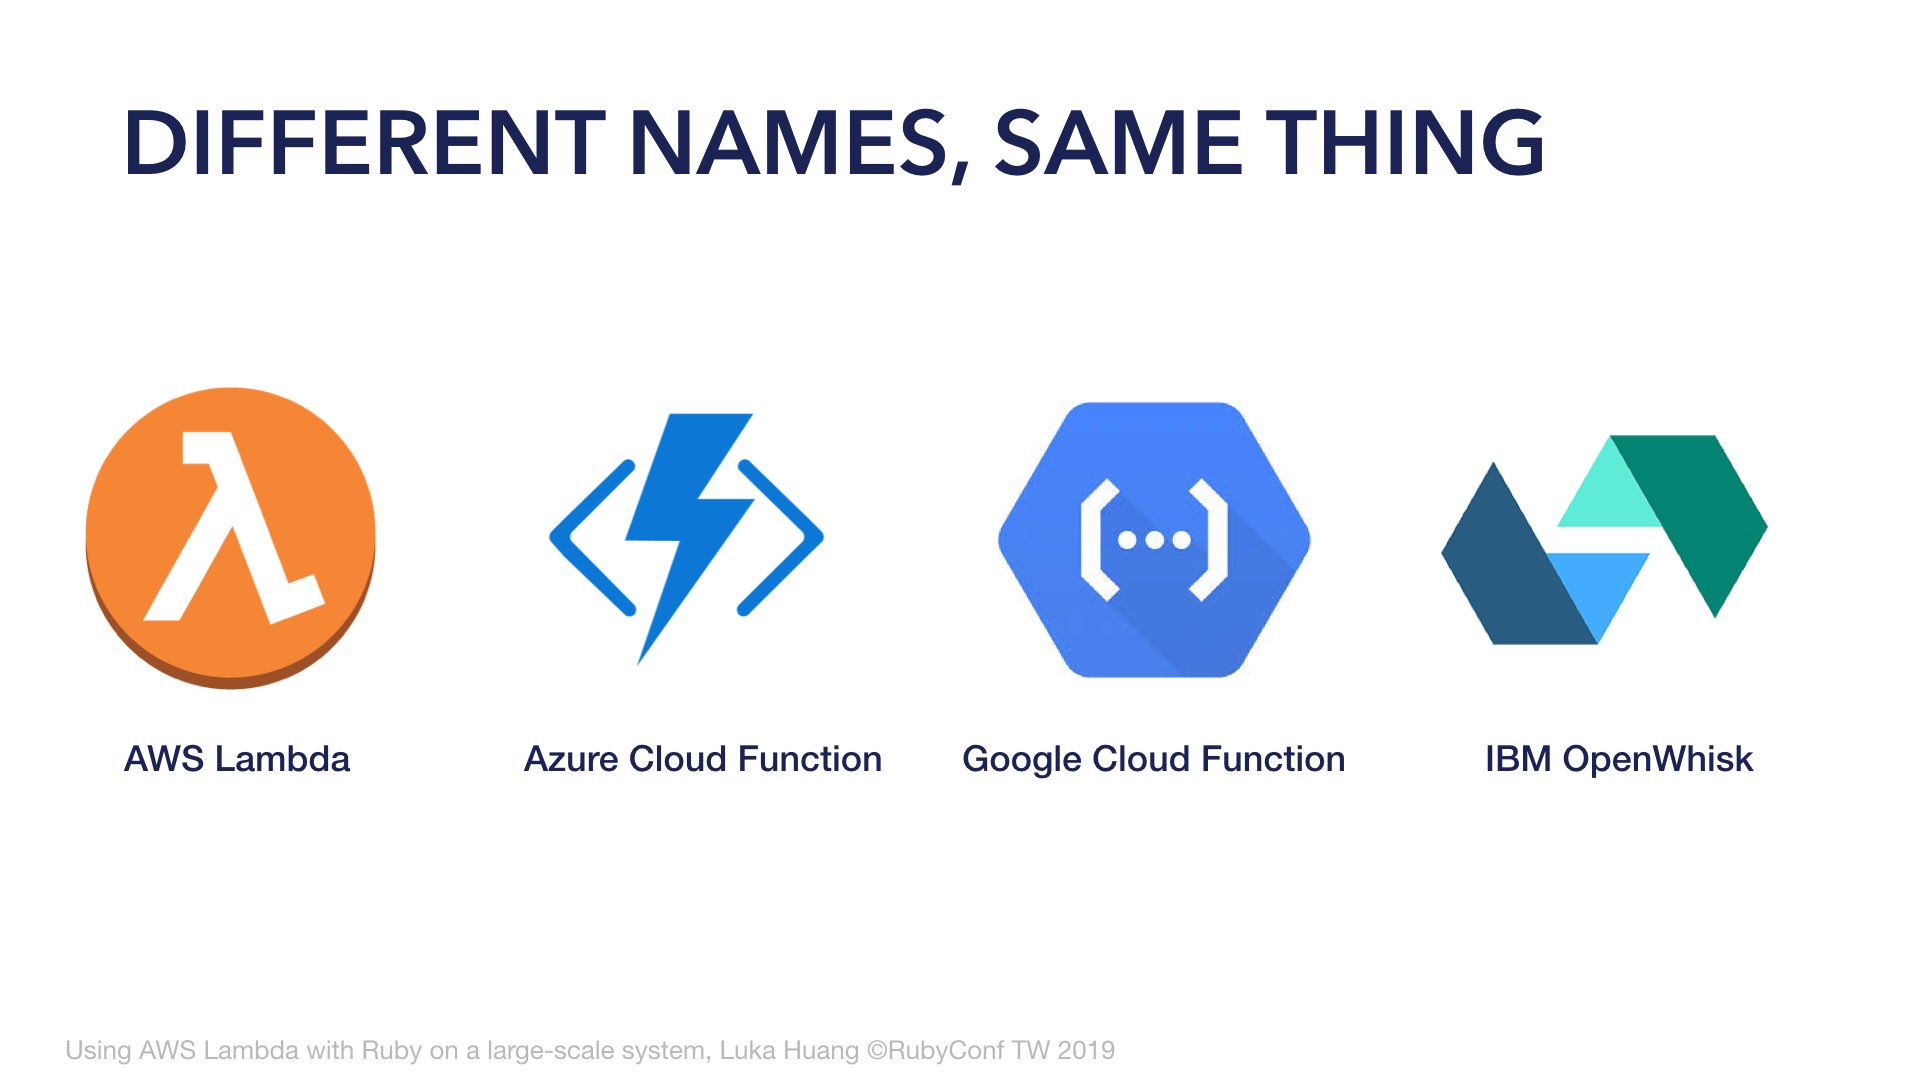 DIFFERENT NAMES, SAME THING
λ
(...)
AWS Lambda
Azure Cloud Function
Google Cloud Function
IBM OpenWhisk
Using AWS Lambda with Ruby on a large-scale system, Luka Huang ©RubyConf TW 2019